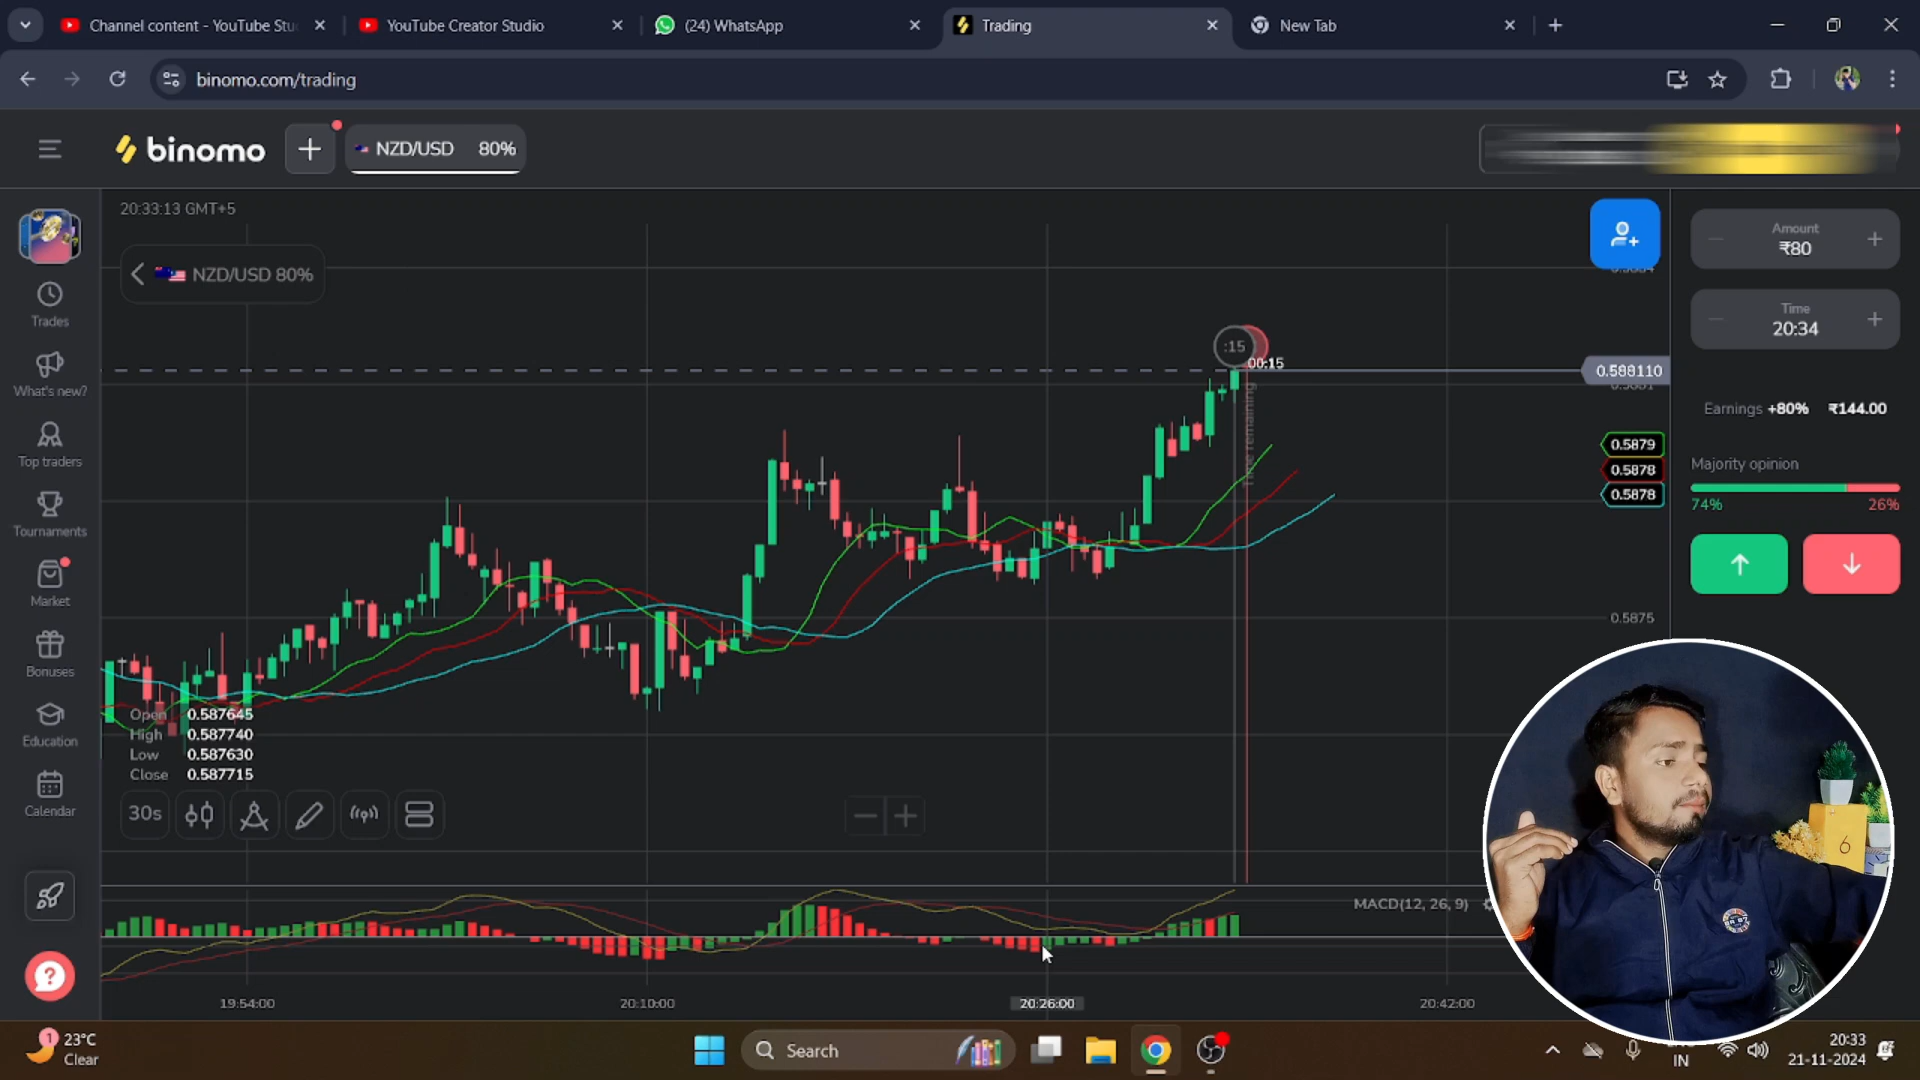 Channel content - YouTube Stu
YouTube Creator Studio
(24) WhatsApp
Trading
New Tab
binomo.com/trading
binomo
NZD/USD 80%
20:33:13 GMT+5
NZD/USD 80%
Amount
₹80
Time
20:34
Earnings +80% ₹144.00
Majority opinion
74% 26%
Trades
What's new?
Top traders
Tournaments
Market
Bonuses
Education
Calendar
:15
00:15
Time remaining
0.588110
0.5879
0.5878
0.5878
0.5875
Open 0.587645
High 0.587740
Low 0.587630
Close 0.587715
30s
MACD(12, 26, 9)
19:54:00
20:10:00
20:26:00
20:42:00
6
1
23°C
Clear
Search
IN
20:33
21-11-2024